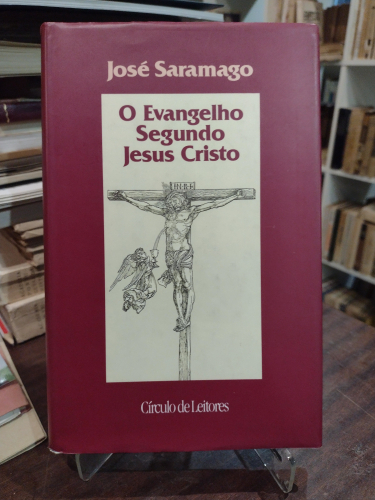 José Saramago
O Evangelho
Segundo
Jesus Cristo
I·N·R·I
Círculo de Leitores